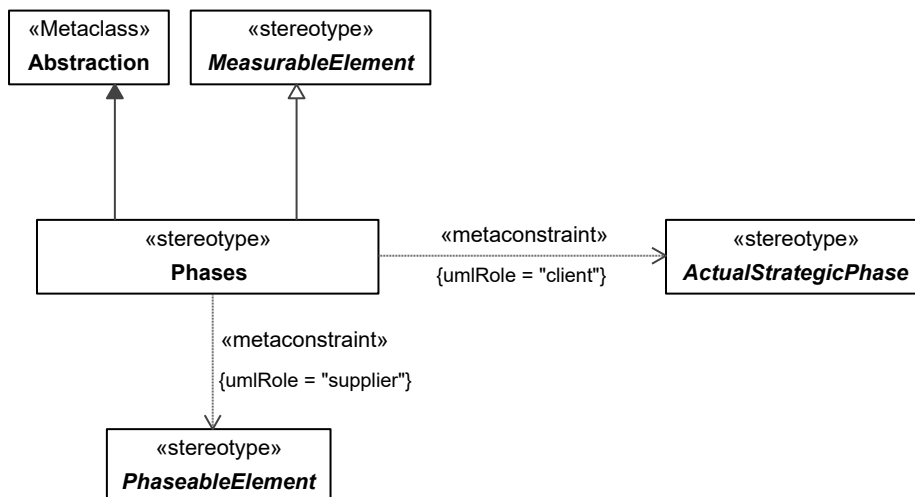 «Metaclass»
Abstraction
«stereotype»
MeasurableElement
«stereotype»
Phases
«metaconstraint»
{umlRole = "client"}
«stereotype»
ActualStrategicPhase
«metaconstraint»
{umlRole = "supplier"}
«stereotype»
PhaseableElement